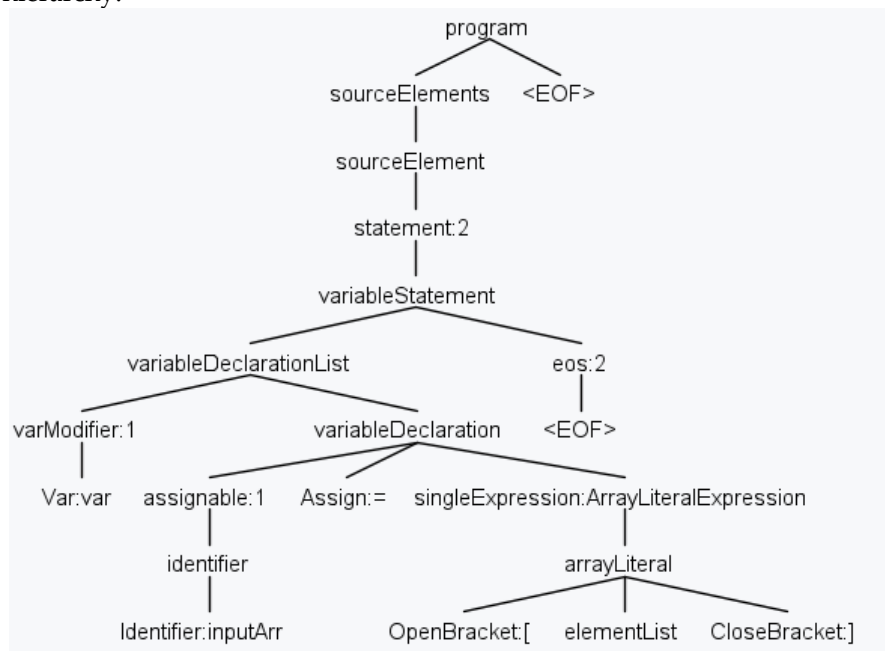 hierarchy:
program
sourceElements <EOF>
sourceElement
statement:2
variableStatement
variableDeclarationList eos:2
varModifier:1 variableDeclaration <EOF>
Var:var assignable:1 Assign:= singleExpression:ArrayLiteralExpression
identifier arrayLiteral
Identifier:inputArr OpenBracket:[ elementList CloseBracket:]